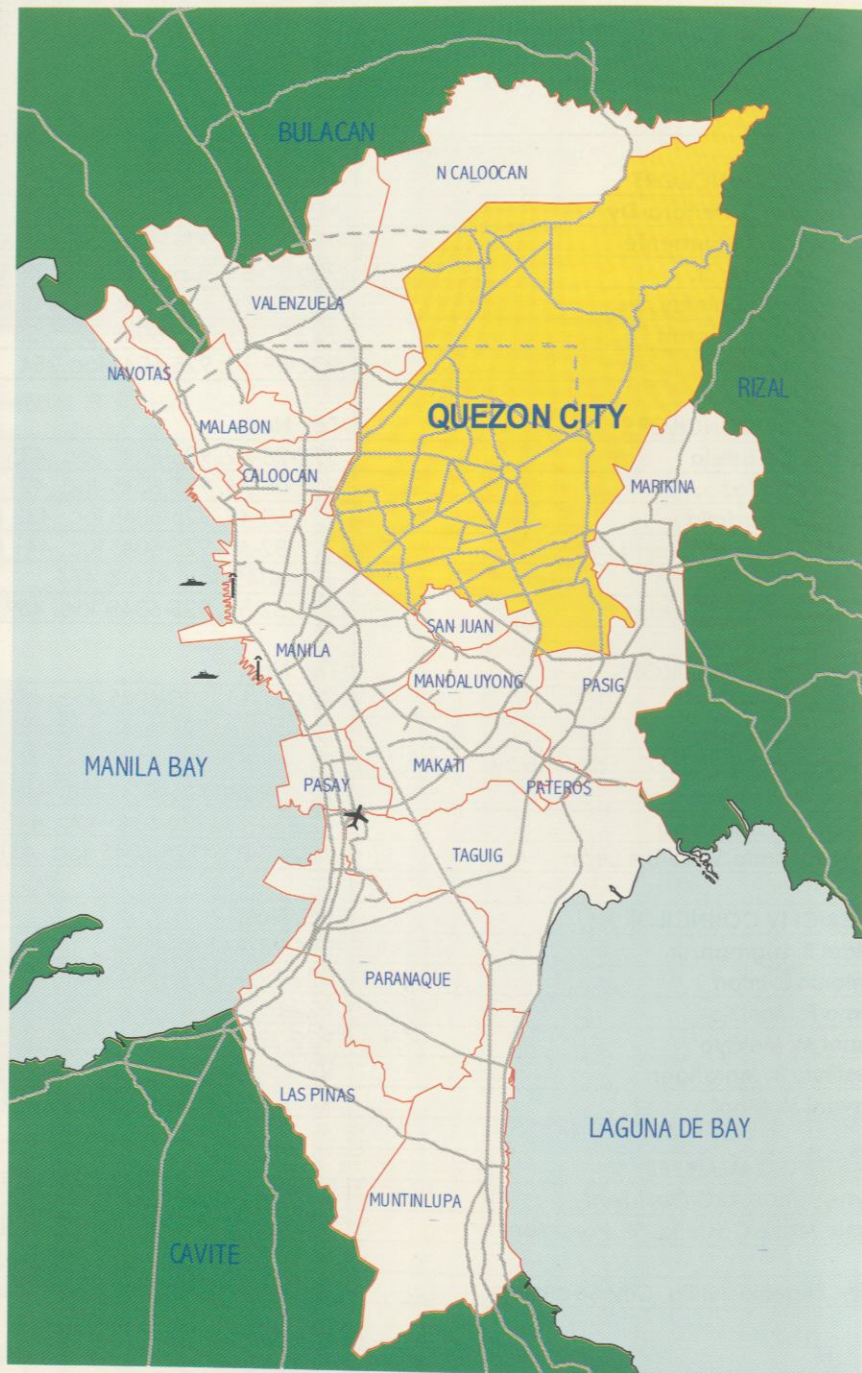 BULACAN
N CALOOCAN
VALENZUELA
NAVOTAS
RIZAL
QUEZON CITY
MALABON
CALOOCAN
MARIKINA
SAN JUAN
MANILA
MANDALUYONG
PASIG
MANILA BAY
MAKATI
PASAY
PATEROS
TAGUIG
PARANAQUE
LAS PINAS
LAGUNA DE BAY
MUNTINLUPA
CAVITE